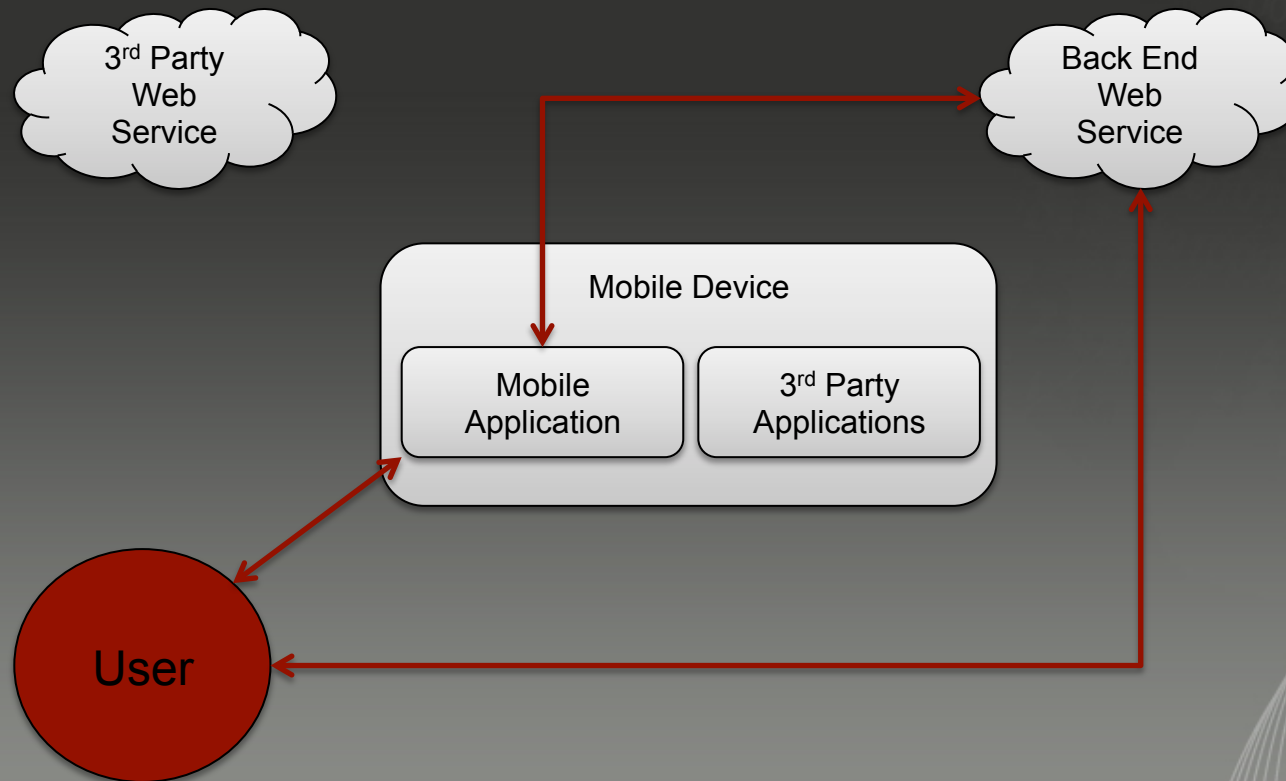 3rd Party
Web
Service
Back End
Web
Service
Mobile Device
Mobile
Application
3rd Party
Applications
User